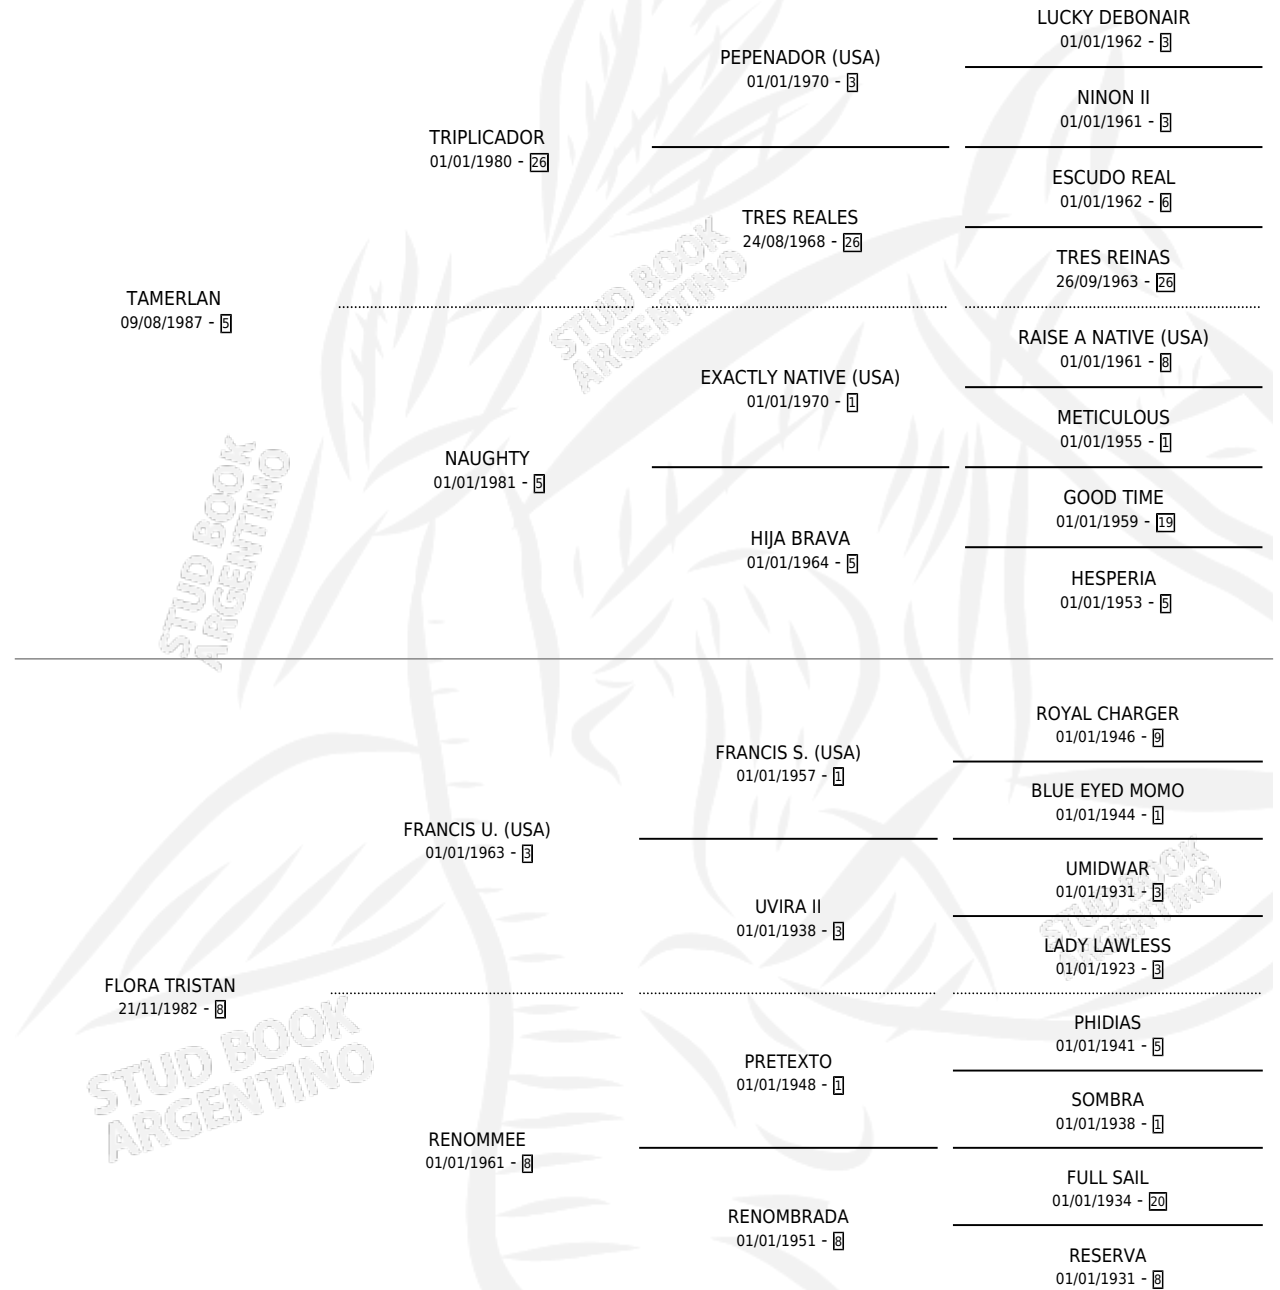 LUCKY DEBONAIR
01/01/1962 - 3
PEPENADOR (USA)
01/01/1970 - 3
NINON II
01/01/1961 - 3
TRIPLICADOR
01/01/1980 - 26
ESCUDO REAL
01/01/1962 - 6
TRES REALES
24/08/1968 - 26
TRES REINAS
26/09/1963 - 26
TAMERLAN
09/08/1987 - 5
RAISE A NATIVE (USA)
01/01/1961 - 8
EXACTLY NATIVE (USA)
01/01/1970 - 1
METICULOUS
01/01/1955 - 1
NAUGHTY
01/01/1981 - 5
GOOD TIME
01/01/1959 - 19
HIJA BRAVA
01/01/1964 - 5
HESPERIA
01/01/1953 - 5
ROYAL CHARGER
01/01/1946 - 9
FRANCIS S. (USA)
01/01/1957 - 1
BLUE EYED MOMO
01/01/1944 - 1
FRANCIS U. (USA)
01/01/1963 - 3
UMIDWAR
01/01/1931 - 3
UVIRA II
01/01/1938 - 3
LADY LAWLESS
01/01/1923 - 3
FLORA TRISTAN
21/11/1982 - 8
PHIDIAS
01/01/1941 - 5
PRETEXTO
01/01/1948 - 1
SOMBRA
01/01/1938 - 1
RENOMMEE
01/01/1961 - 8
FULL SAIL
01/01/1934 - 20
RENOMBRADA
01/01/1951 - 8
RESERVA
01/01/1931 - 8
STUD BOOK
ARGENTINO
STUD BOOK
ARGENTINO
STUD BOOK
ARGENTINO
STUD BOOK
ARGENTINO